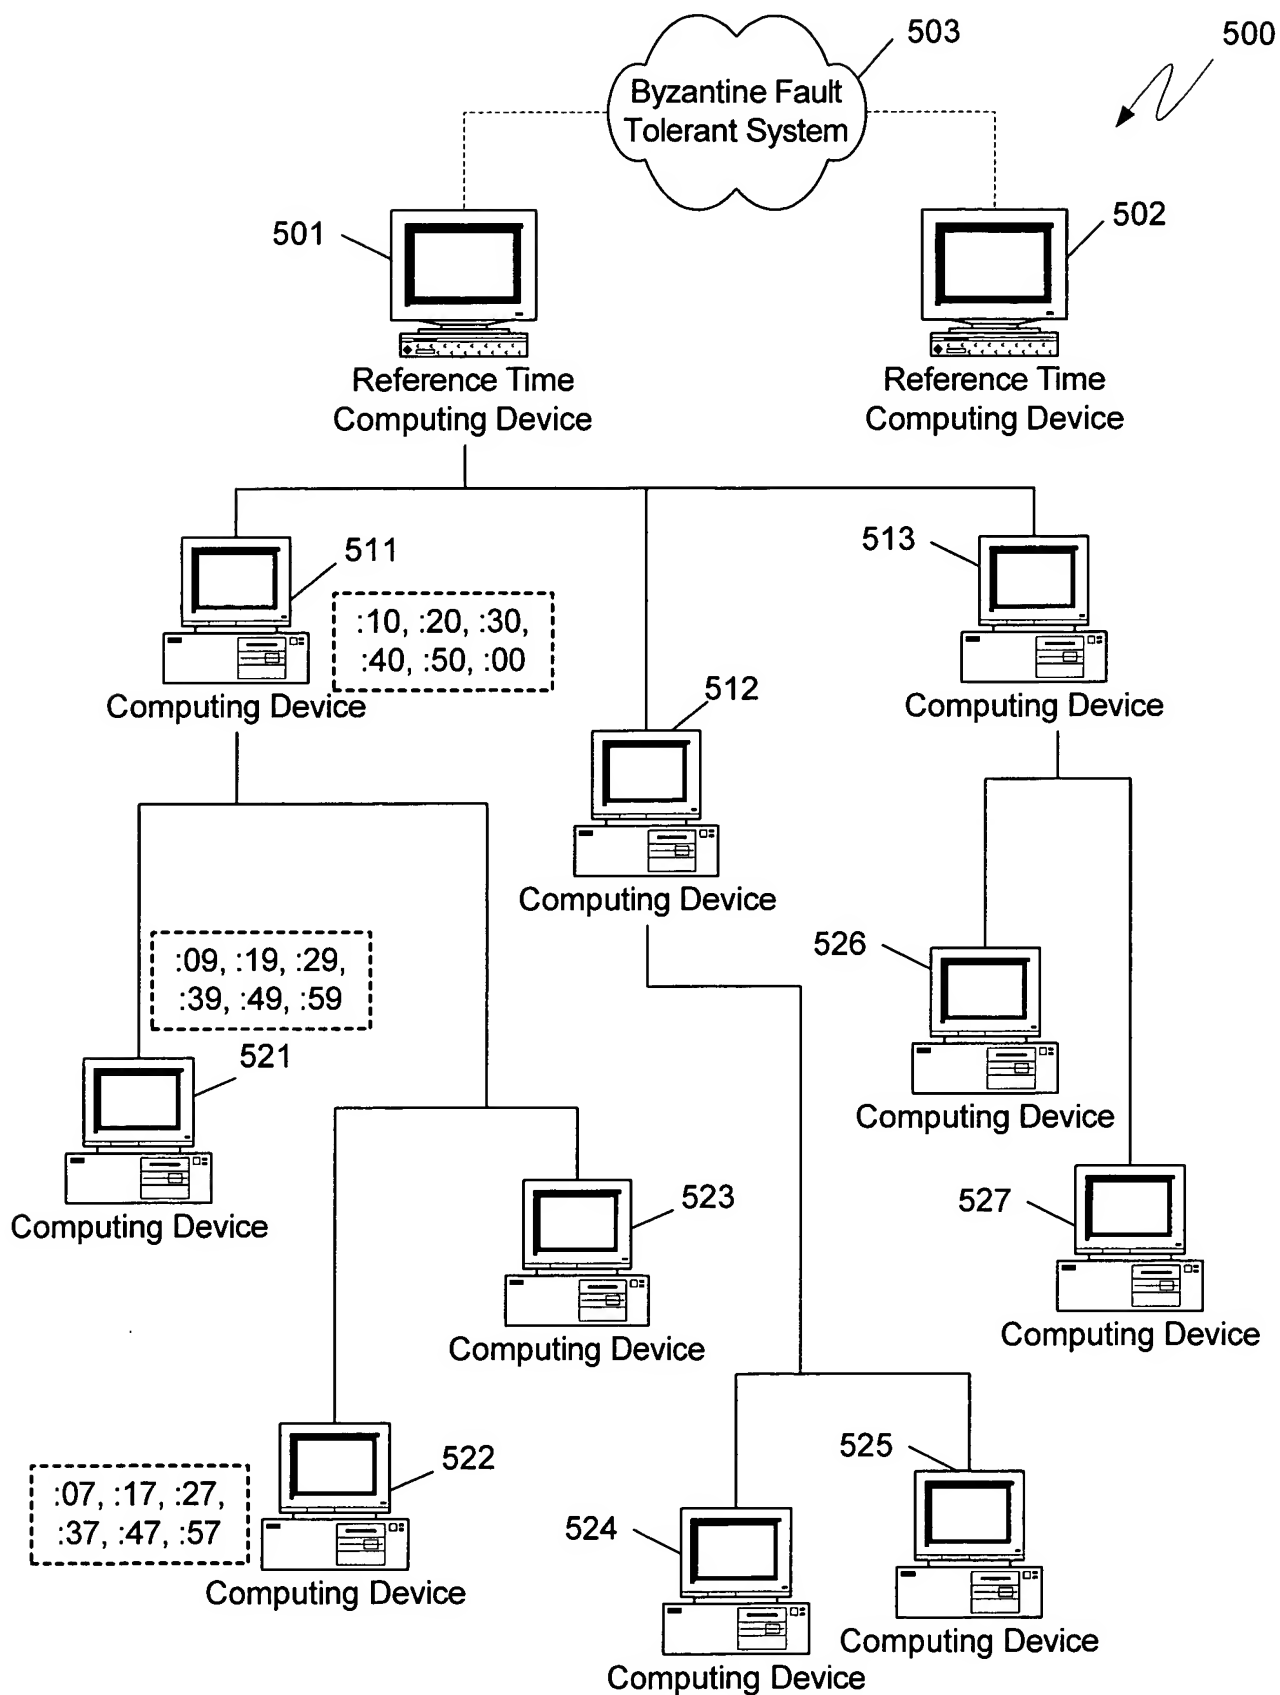 503
500
Byzantine Fault
Tolerant System
501
502
Reference Time
Computing Device
Reference Time
Computing Device
511
513
:10, :20, :30,
:40, :50, :00
512
Computing Device
Computing Device
Computing Device
:09, :19, :29,
:39, :49, :59
526
521
Computing Device
523
527
Computing Device
Computing Device
Computing Device
525
522
:07, :17, :27,
:37, :47, :57
524
Computing Device
Computing Device
Computing Device